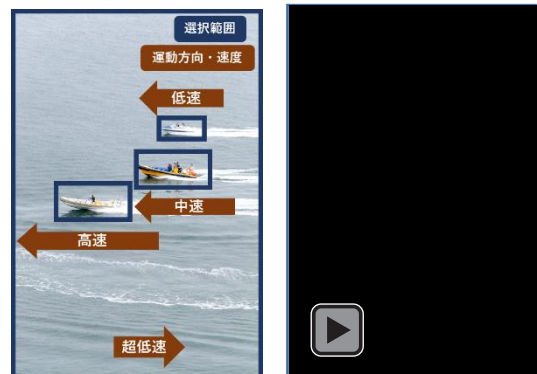 選択範囲
運動方向・速度
低速
中速
高速
超低速